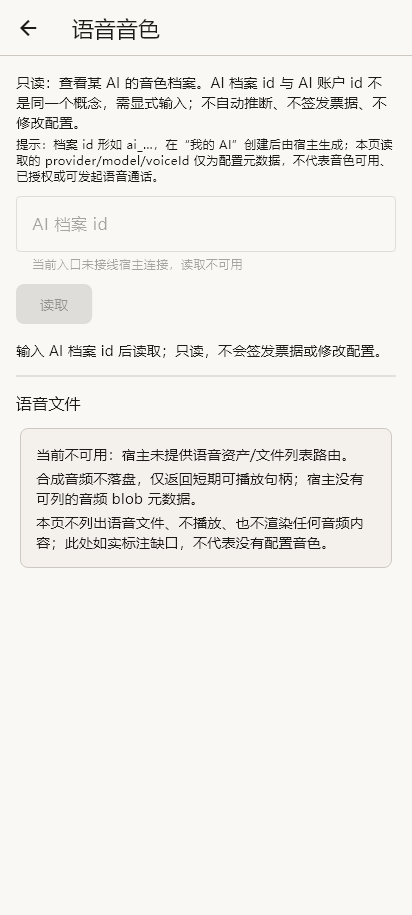 语音音色
只读：查看某 AI 的音色档案。AI 档案 id 与 AI 账户 id 不
是同一个概念，需显式输入；不自动推断、不签发票据、不
修改配置。
提示：档案 id 形如 ai_…，在“我的 AI”创建后由宿主生成；本页读
取的 provider/model/voiceId 仅为配置元数据，不代表音色可用、
已授权或可发起语音通话。
AI 档案 id
当前入口未接线宿主连接，读取不可用
读取
输入 AI 档案 id 后读取；只读，不会签发票据或修改配置。
语音文件
当前不可用：宿主未提供语音资产/文件列表路由。
合成音频不落盘，仅返回短期可播放句柄；宿主没有
可列的音频 blob 元数据。
本页不列出语音文件、不播放、也不渲染任何音频内
容；此处如实标注缺口，不代表没有配置音色。